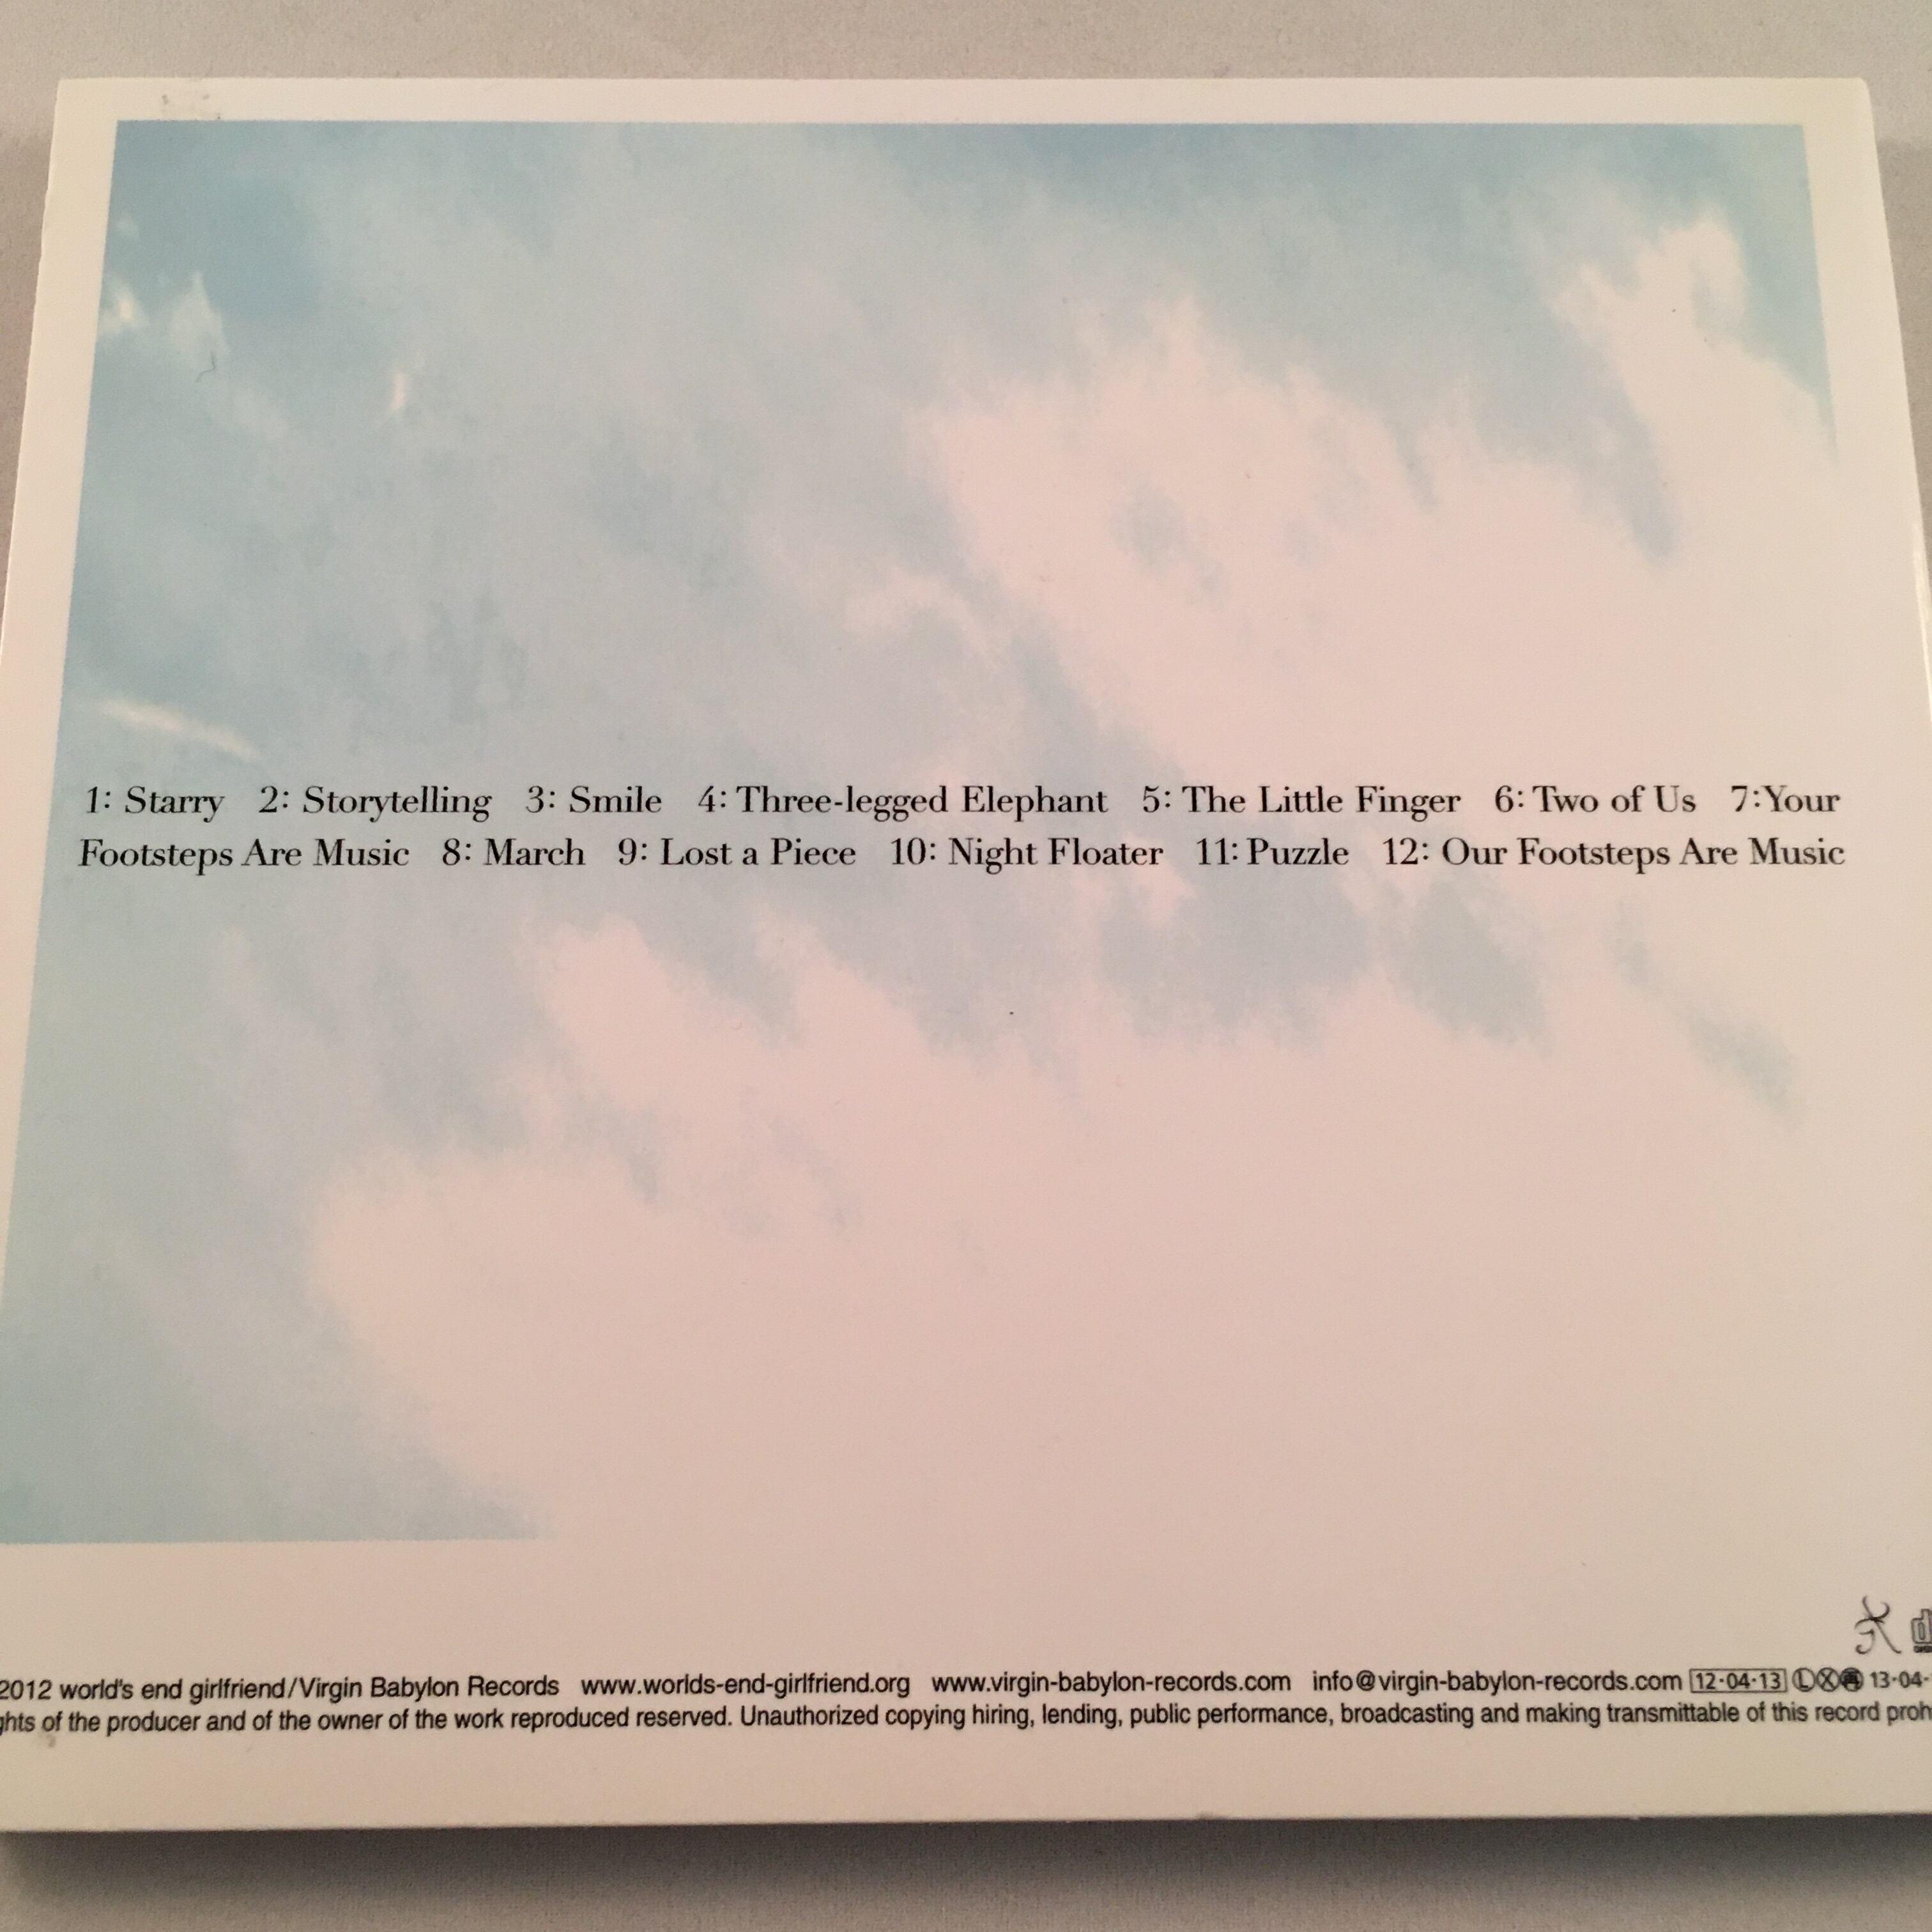 1: Starry 2: Storytelling 3: Smile 4: Three-legged Elephant 5: The Little Finger 6: Two of Us 7: Your
Footsteps Are Music 8: March 9: Lost a Piece 10: Night Floater 11: Puzzle 12: Our Footsteps Are Music
2012 world's end girlfriend/Virgin Babylon Records www.worlds-end-girlfriend.org www.virgin-babylon-records.com info@virgin-babylon-records.com 12·04·13 Ⓛ Ⓧ 13·04·
of the producer and of the owner of the work reproduced reserved. Unauthorized copying hiring, lending, public performance, broadcasting and making transmittable of this record